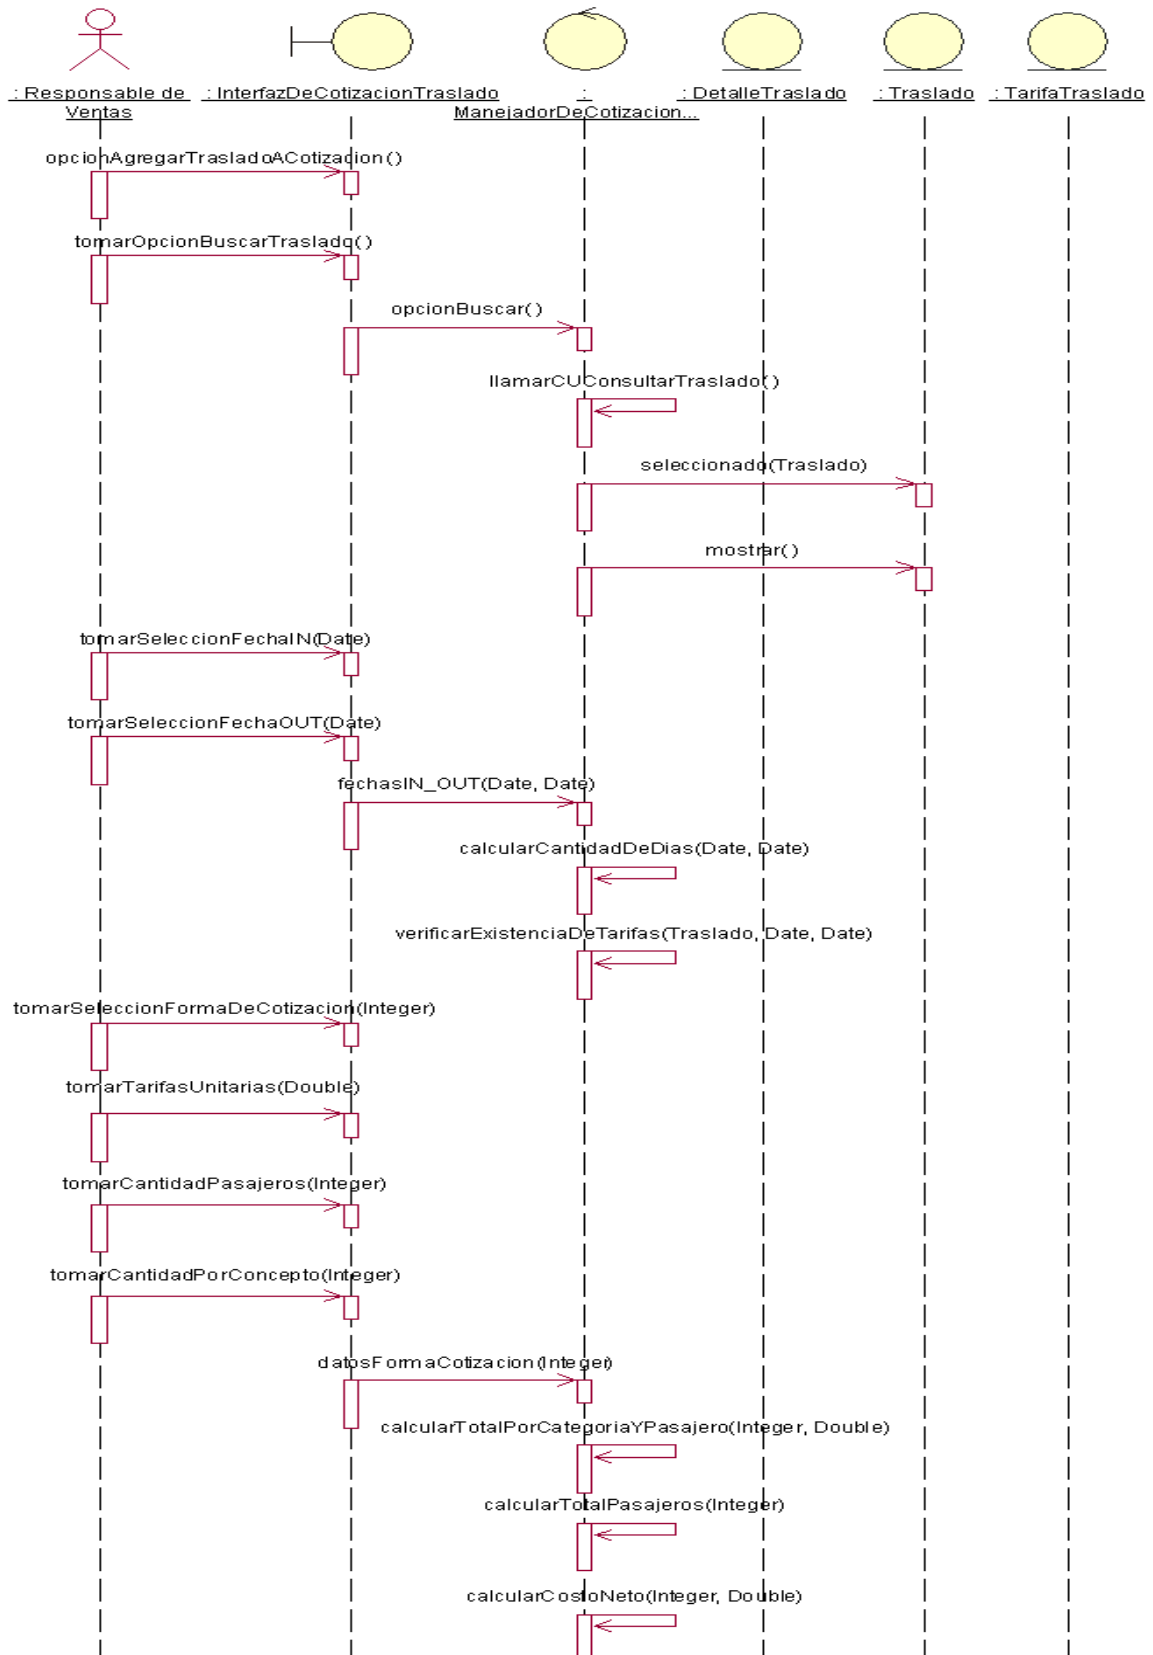 : Responsable de
Ventas
: InterfazDeCotizacionTraslado
:
ManejadorDeCotizacion...
: DetalleTraslado
: Traslado
: TarifaTraslado
opcionAgregarTrasladoACotizacion()
tomarOpcionBuscarTraslado()
opcionBuscar()
llamarCUConsultarTraslado()
seleccionado(Traslado)
mostrar()
tomarSeleccionFechaIN(Date)
tomarSeleccionFechaOUT(Date)
fechasIN_OUT(Date, Date)
calcularCantidadDeDias(Date, Date)
verificarExistenciaDeTarifas(Traslado, Date, Date)
tomarSeleccionFormaDeCotizacion(Integer)
tomarTarifasUnitarias(Double)
tomarCantidadPasajeros(Integer)
tomarCantidadPorConcepto(Integer)
datosFormaCotizacion(Integer)
calcularTotalPorCategoriaYPasajero(Integer, Double)
calcularTotalPasajeros(Integer)
calcularCostoNeto(Integer, Double)